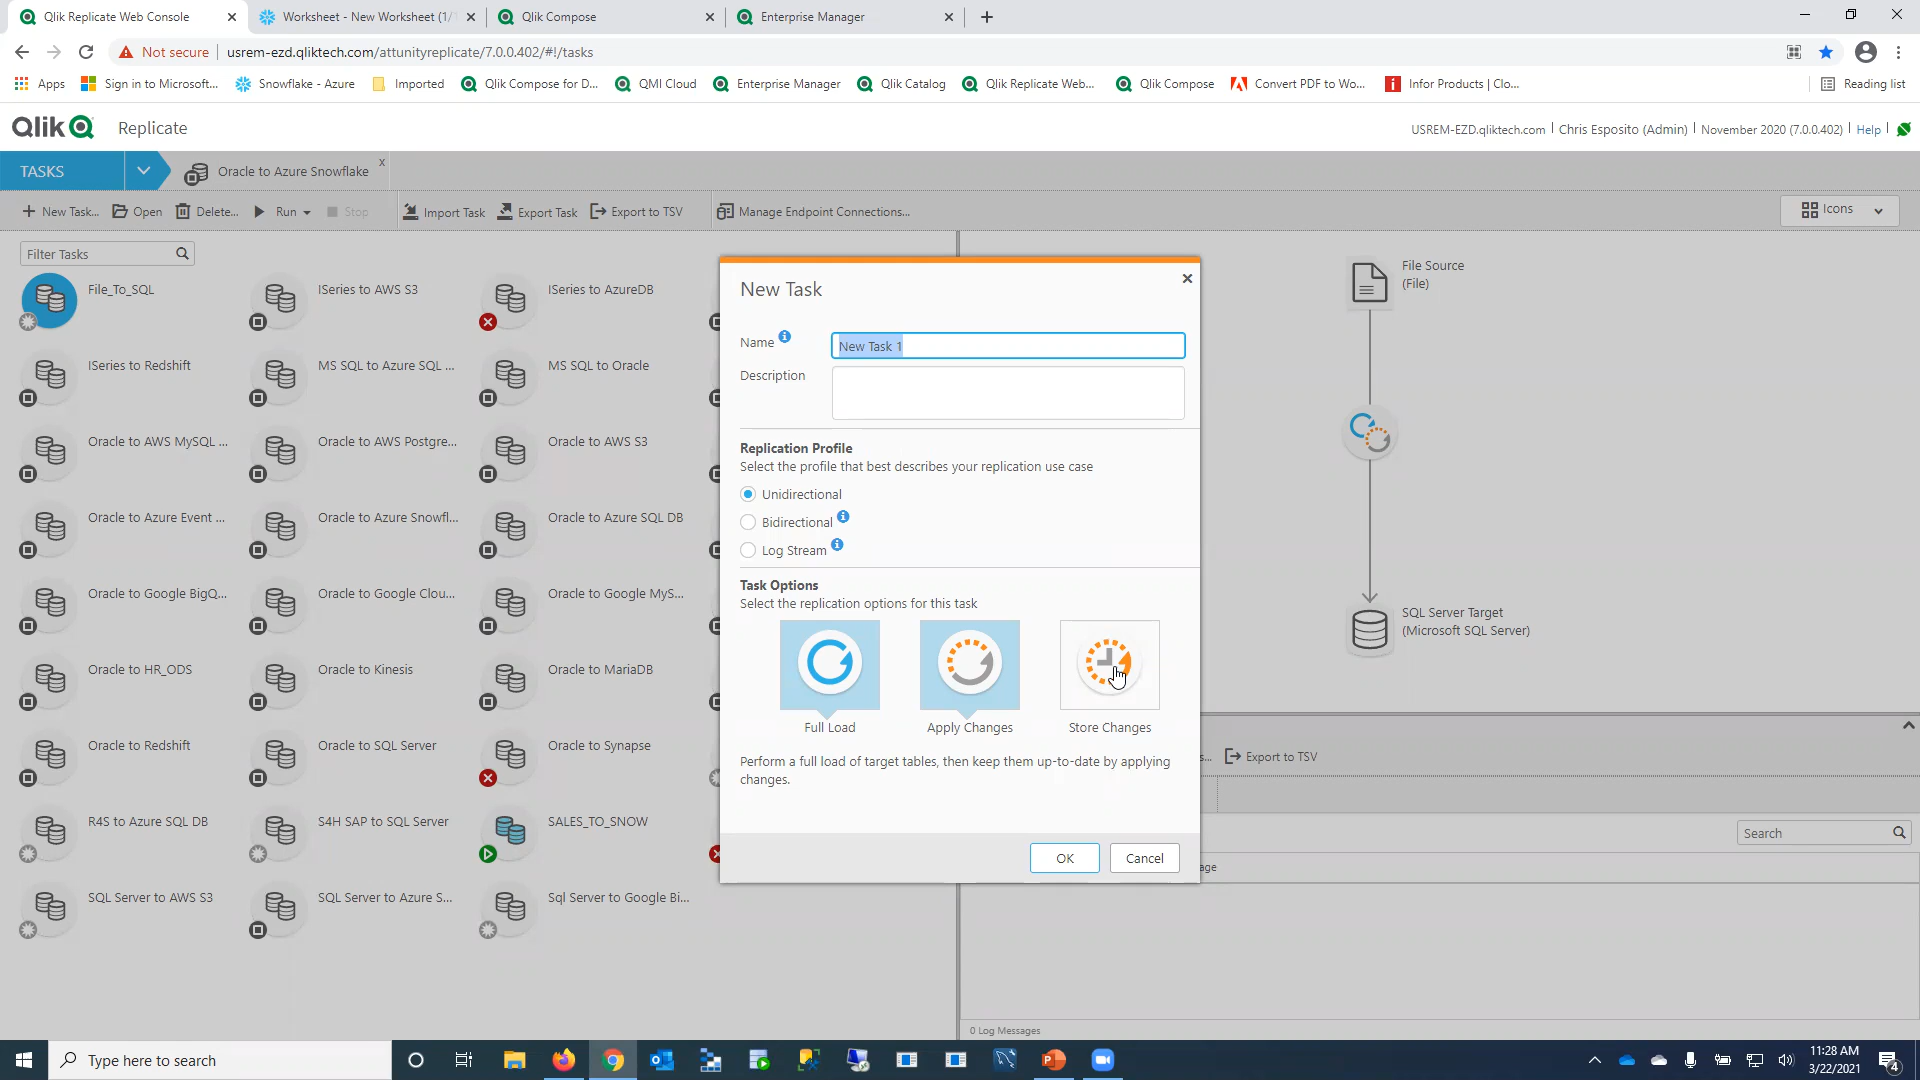 Qlik Replicate Web Console
Worksheet - New Worksheet (1/1
Qlik Compose
Enterprise Manager
Not secure
usrem-ezd.qliktech.com/attunityreplicate/7.0.0.402/#!/tasks
Apps
Sign in to Microsoft...
Snowflake - Azure
Imported
Qlik Compose for D...
QMI Cloud
Enterprise Manager
Qlik Catalog
Qlik Replicate Web...
Qlik Compose
Convert PDF to Wo...
Infor Products | Clo...
Reading list
Qlik
Replicate
USREM-EZD.qliktech.com
Chris Esposito (Admin)
November 2020 (7.0.0.402)
Help
TASKS
Oracle to Azure Snowflake
x
New Task...
Open
Delete...
Run
Stop
Import Task
Export Task
Export to TSV
Manage Endpoint Connections...
Icons
Filter Tasks
File_To_SQL
ISeries to AWS S3
ISeries to AzureDB
ISeries to Redshift
MS SQL to Azure SQL ...
MS SQL to Oracle
Oracle to AWS MySQL ...
Oracle to AWS Postgre...
Oracle to AWS S3
Oracle to Azure Event ...
Oracle to Azure Snowfl...
Oracle to Azure SQL DB
Oracle to Google BigQ...
Oracle to Google Clou...
Oracle to Google MyS...
Oracle to HR_ODS
Oracle to Kinesis
Oracle to MariaDB
Oracle to Redshift
Oracle to SQL Server
Oracle to Synapse
R4S to Azure SQL DB
S4H SAP to SQL Server
SALES_TO_SNOW
SQL Server to AWS S3
SQL Server to Azure S...
Sql Server to Google Bi...
New Task
Name
New Task 1
Description
Replication Profile
Select the profile that best describes your replication use case
Unidirectional
Bidirectional
Log Stream
Task Options
Select the replication options for this task
Full Load
Apply Changes
Store Changes
Perform a full load of target tables, then keep them up-to-date by applying
changes.
OK
Cancel
File Source
(File)
SQL Server Target
(Microsoft SQL Server)
s...
Export to TSV
Search
age
0 Log Messages
Type here to search
11:28 AM
3/22/2021
4